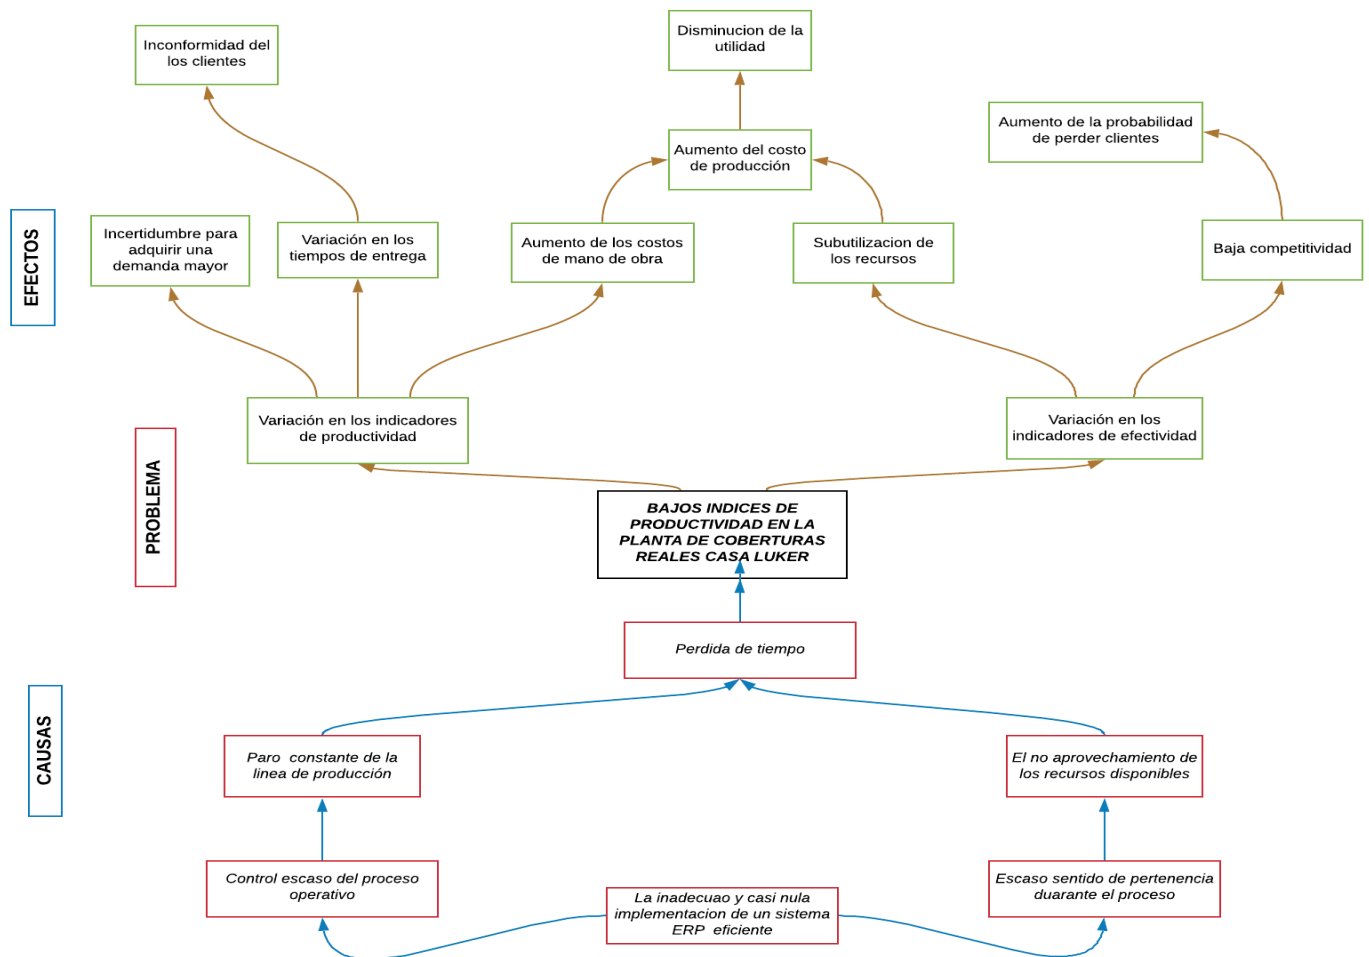 Inconformidad del
los clientes
Disminucion de la
utilidad
Aumento de la probabilidad
de perder clientes
Aumento del costo
de producción
EFECTOS
Incertidumbre para
adquirir una
demanda mayor
Variación en los
tiempos de entrega
Aumento de los costos
de mano de obra
Subutilizacion de
los recursos
Baja competitividad
Variación en los indicadores
de productividad
Variación en los
indicadores de efectividad
PROBLEMA
BAJOS INDICES DE
PRODUCTIVIDAD EN LA
PLANTA DE COBERTURAS
REALES CASA LUKER
Perdida de tiempo
CAUSAS
Paro constante de la
linea de producción
El no aprovechamiento de
los recursos disponibles
Control escaso del proceso
operativo
La inadecuao y casi nula
implementacion de un sistema
ERP eficiente
Escaso sentido de pertenencia
duarante el proceso